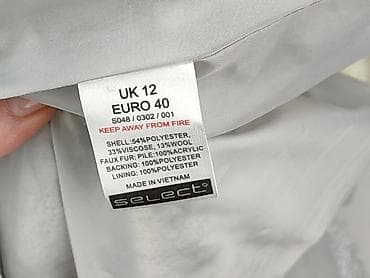 UK 12
EURO 40
S048 / 0302 / 001
KEEP AWAY FROM FIRE
SHELL:54%POLYESTER,
33%VISCOSE, 13%WOOL
FAUX FUR: PILE:100%ACRYLIC
BACKING: 100%POLYESTER
LINING: 100%POLYESTER
MADE IN VIETNAM
select